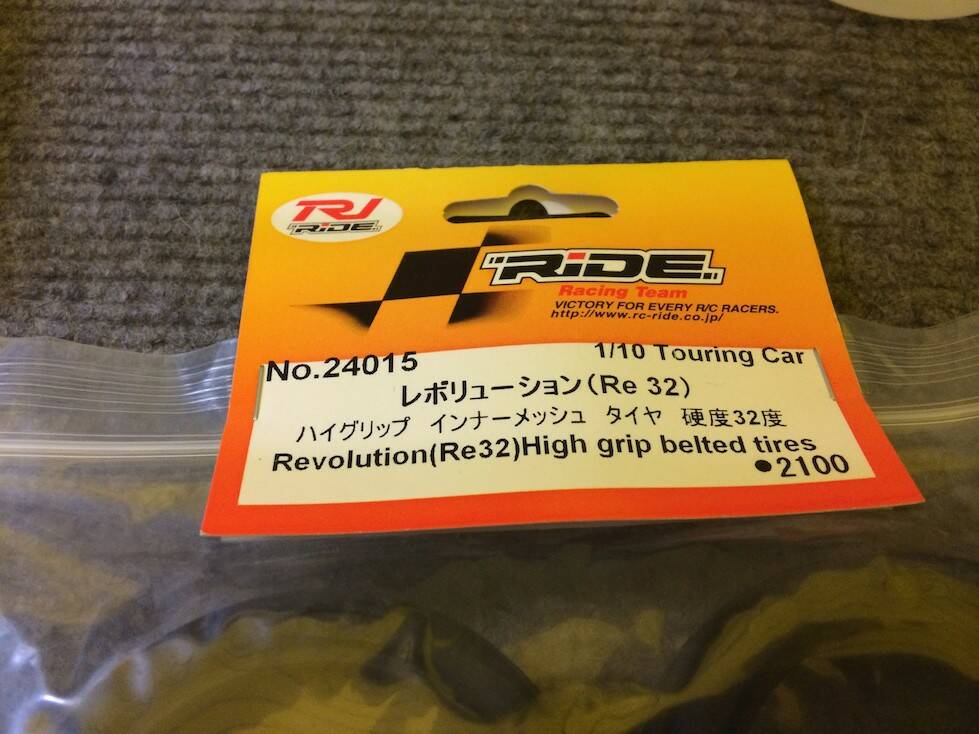 RJ
RiDE
RiDE
Racing Team
VICTORY FOR EVERY R/C RACERS.
http://www.rc-ride.co.jp/
No.24015 1/10 Touring Car
レボリューション(Re 32)
ハイグリップ インナーメッシュ タイヤ 硬度32度
Revolution(Re32)High grip belted tires
●2100